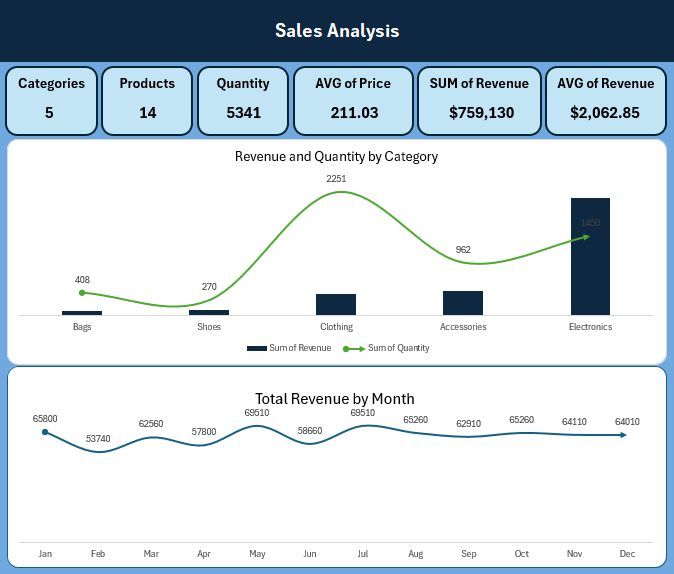 Sales Analysis
Categories Products Quantity AVG of Price SUM of Revenue AVG of Revenue
5 14 5341 211.03 $759,130 $2,062.85
Revenue and Quantity by Category
2251
1450
962
408
270
Bags Shoes Clothing Accessories Electronics
Sum of Revenue Sum of Quantity
Total Revenue by Month
65800 53740 62560 57800 69510 58660 69510 65260 62910 65260 64110 64010
Jan Feb Mar Apr May Jun Jul Aug Sep Oct Nov Dec